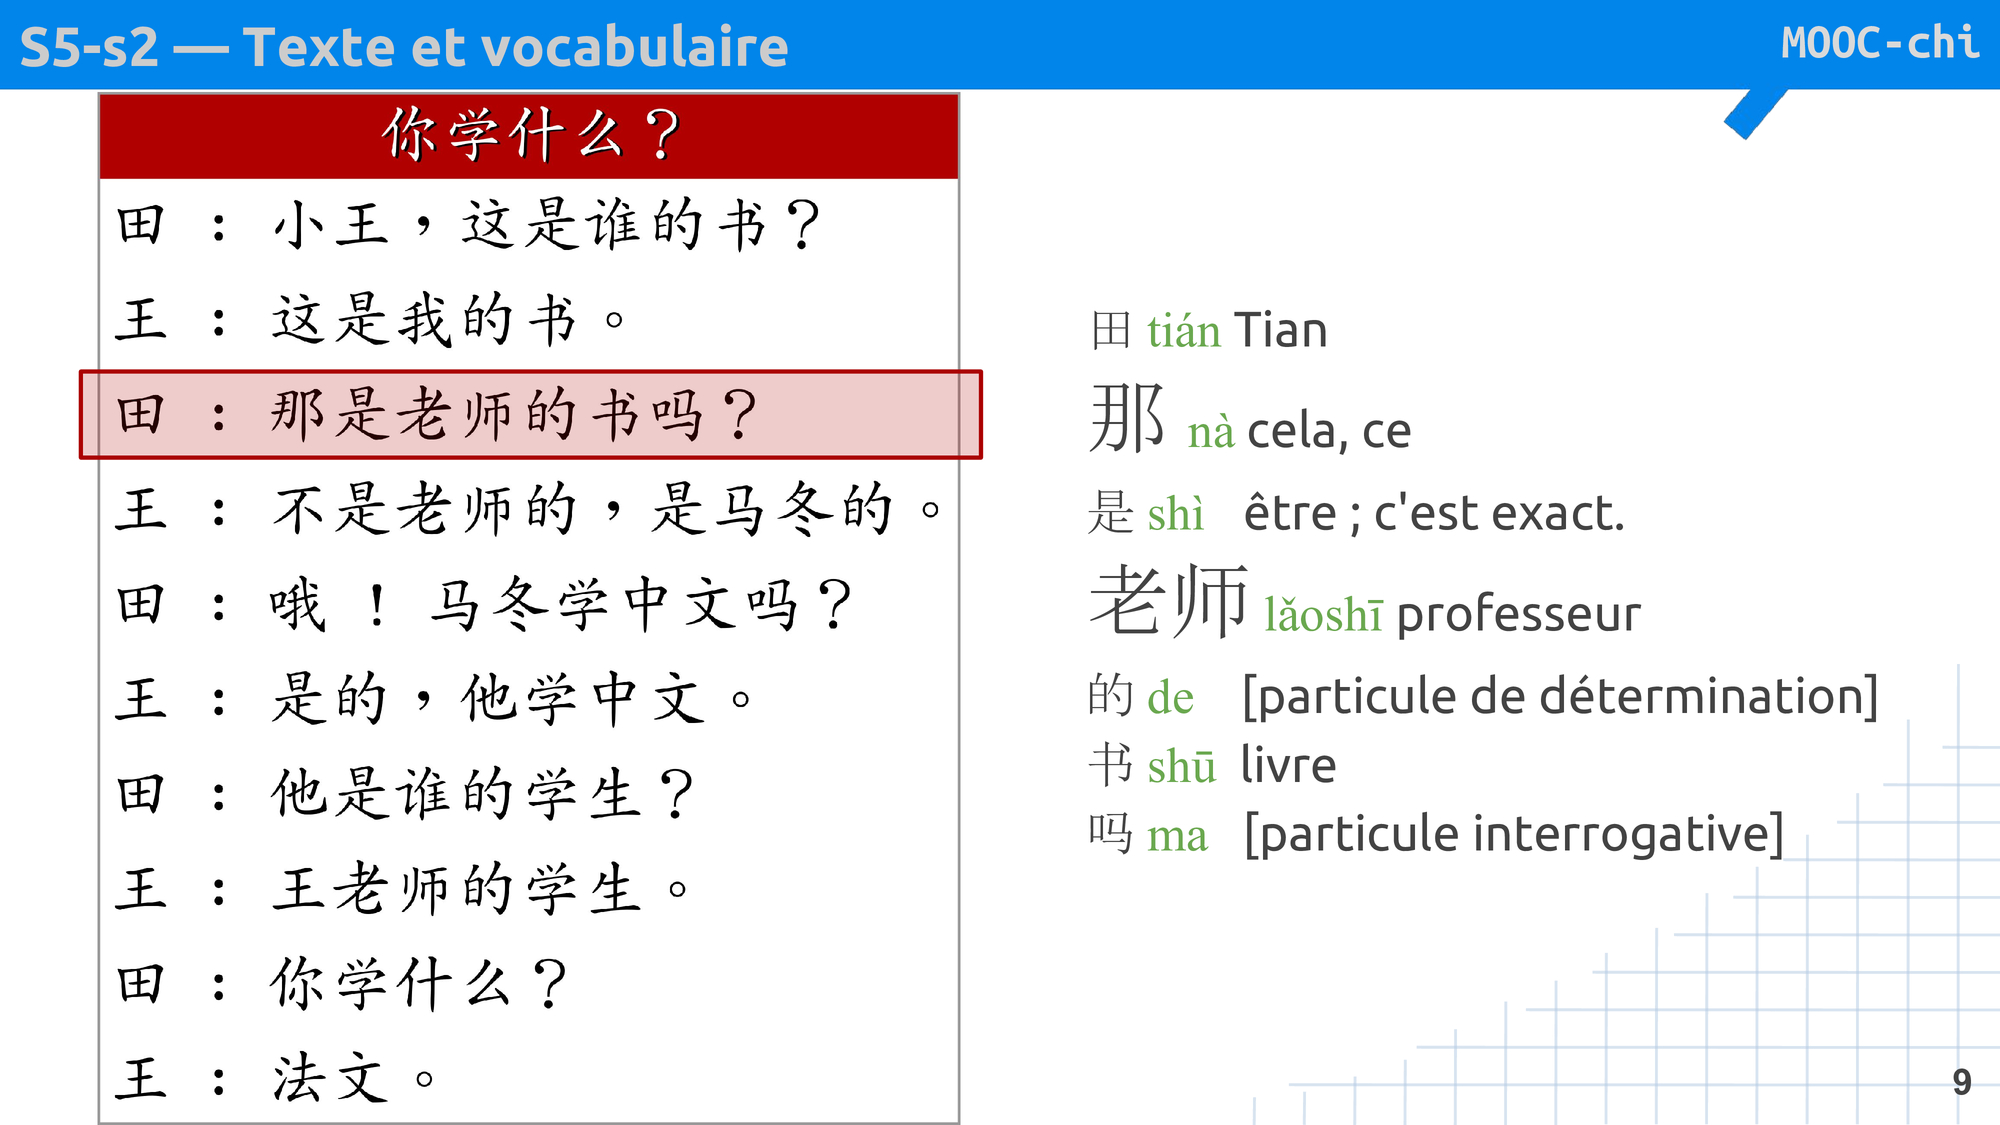 S5-s2 — Texte et vocabulaire
MOOC-chi
你学什么？
田 : 小王，这是谁的书？
王 : 这是我的书。
田 : 那是老师的书吗？
王 : 不是老师的，是马冬的。
田 : 哦 ! 马冬学中文吗？
王 : 是的，他学中文。
田 : 他是谁的学生？
王 : 王老师的学生。
田 : 你学什么？
王 : 法文。
田 tián Tian
那 nà cela, ce
是 shì être ; c'est exact.
老师 lǎoshī professeur
的 de [particule de détermination]
书 shū livre
吗 ma [particule interrogative]
9